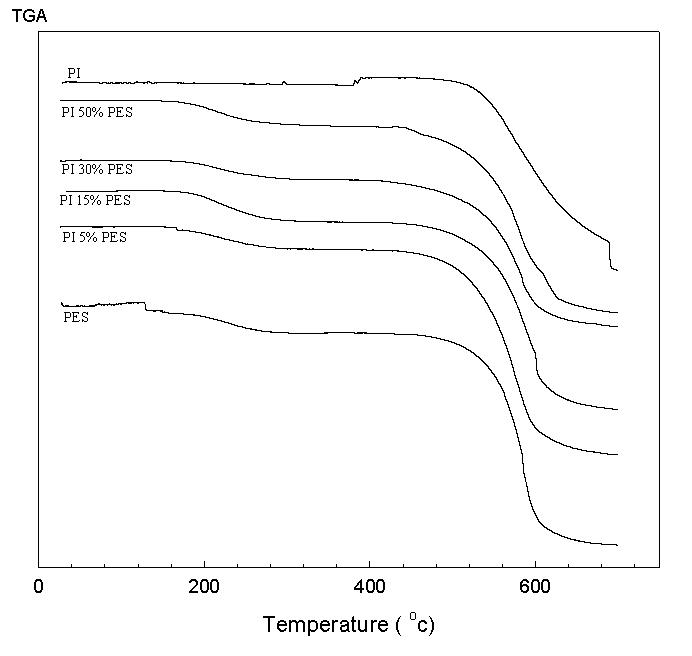 TGA
PI
PI 50% PES
PI 30% PES
PI 15% PES
PI 5% PES
PES
0 200 400 600
Temperature ( °c)